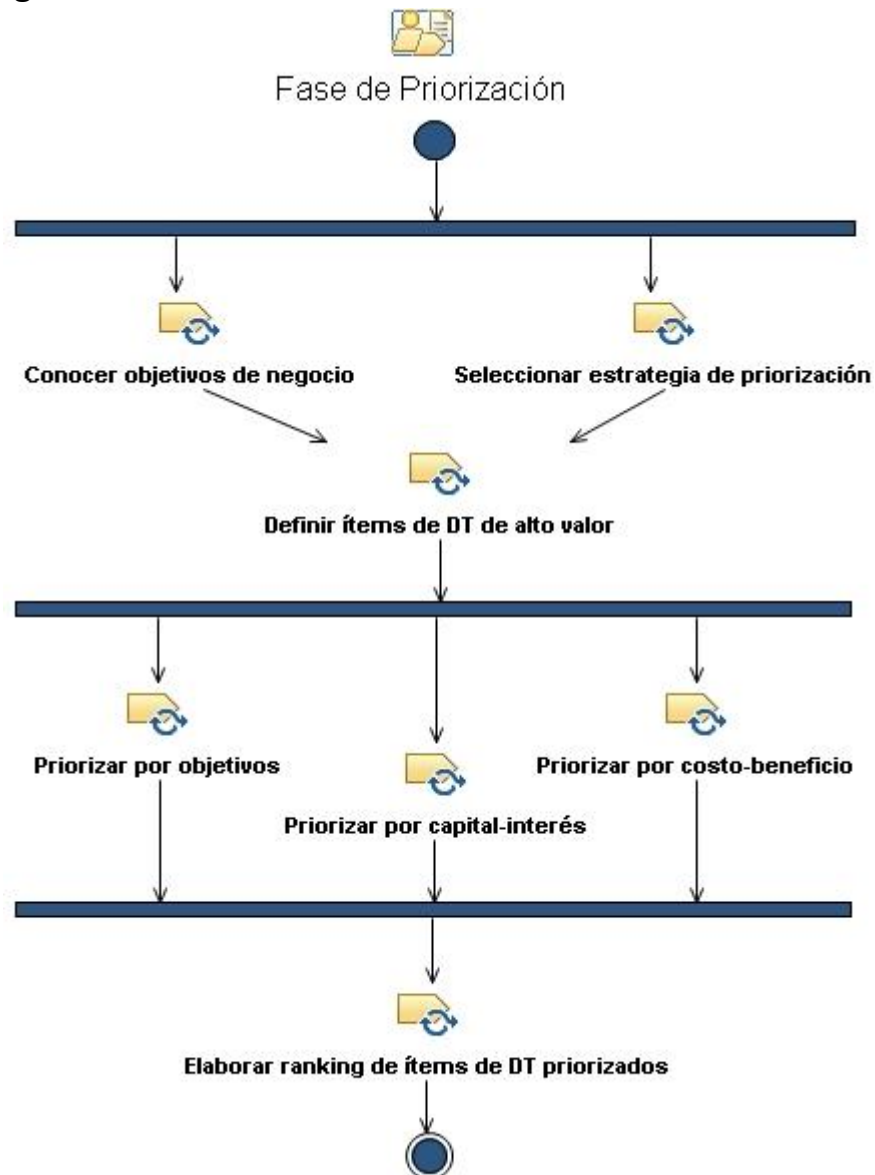 Fase de Priorización
Conocer objetivos de negocio
Seleccionar estrategia de priorización
Definir ítems de DT de alto valor
Priorizar por objetivos
Priorizar por costo-beneficio
Priorizar por capital-interés
Elaborar ranking de ítems de DT priorizados